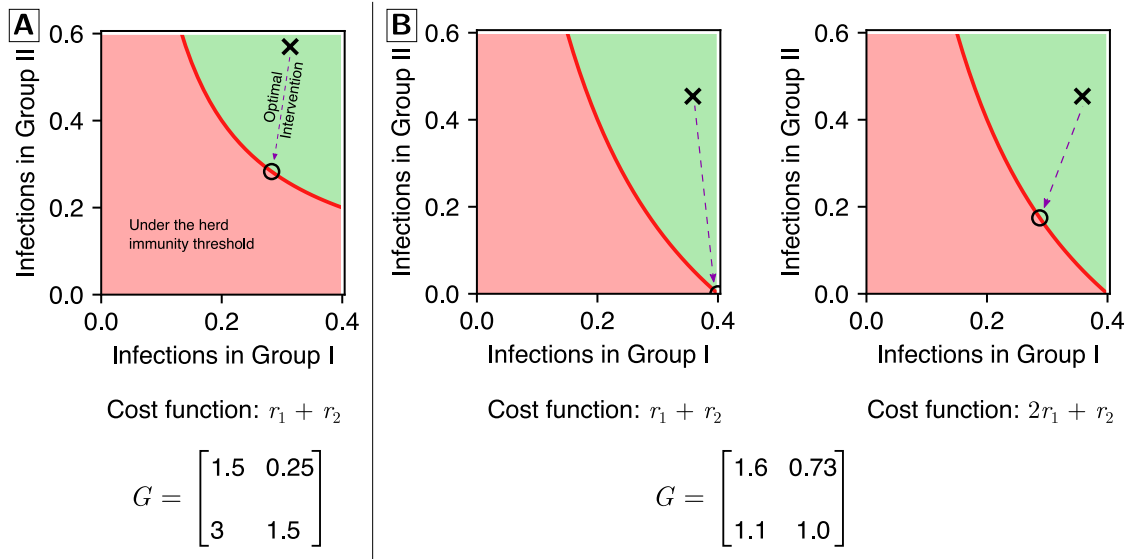 A
Infections in Group II
0.6
0.4
0.2
0.0
Optimal
Intervention
Under the herd
immunity threshold
0.0 0.2 0.4
Infections in Group I
Cost function: r₁ + r₂
G = [1.5 0.25
3 1.5]
B
Infections in Group II
0.6
0.4
0.2
0.0
0.0 0.2 0.4
Infections in Group I
Cost function: r₁ + r₂
Infections in Group II
0.6
0.4
0.2
0.0
0.0 0.2 0.4
Infections in Group I
Cost function: 2r₁ + r₂
G = [1.6 0.73
1.1 1.0]